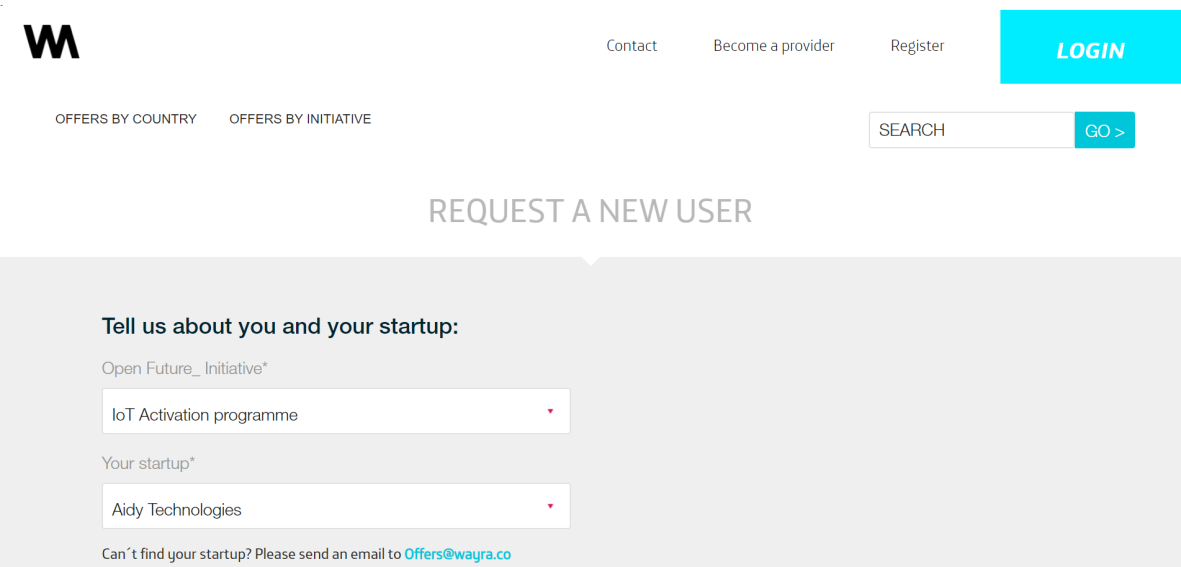 WA
Contact Become a provider Register LOGIN
OFFERS BY COUNTRY OFFERS BY INITIATIVE SEARCH GO >
REQUEST A NEW USER
Tell us about you and your startup:
Open Future_ Initiative*
IoT Activation programme
Your startup*
Aidy Technologies
Can´t find your startup? Please send an email to Offers@wayra.co